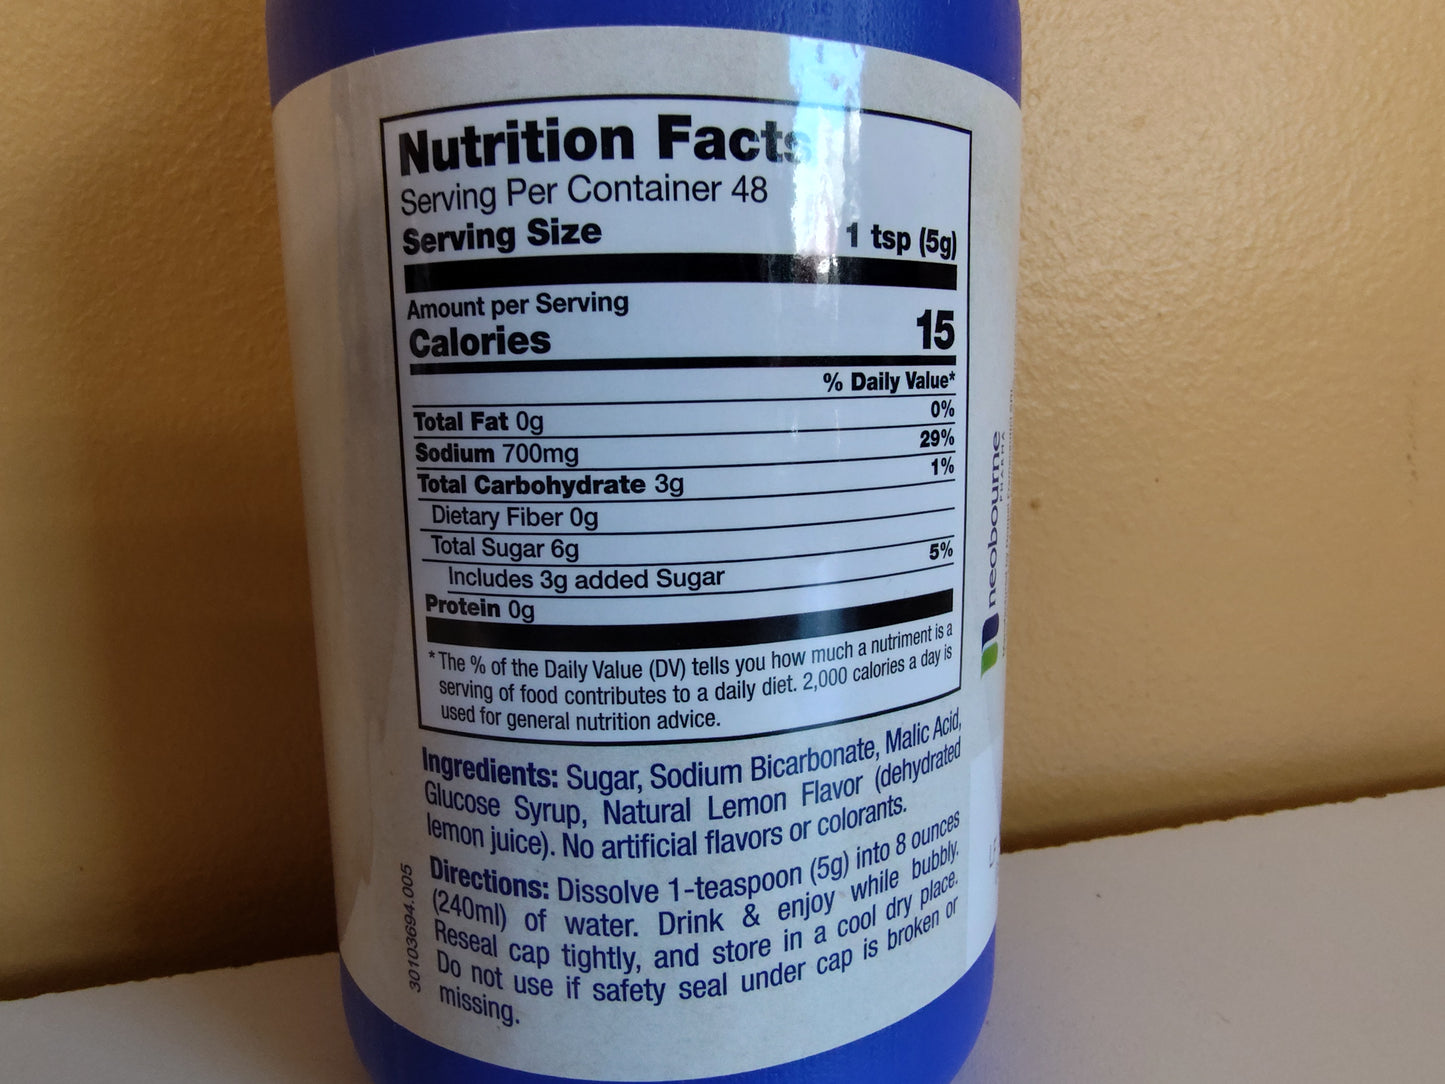 Nutrition Facts
Serving Per Container 48
Serving Size 1 tsp (5g)
Amount per Serving
Calories 15
% Daily Value*
Total Fat 0g 0%
Sodium 700mg 29%
Total Carbohydrate 3g 1%
Dietary Fiber 0g
Total Sugar 6g
Includes 3g added Sugar 5%
Protein 0g
* The % of the Daily Value (DV) tells you how much a nutriment is a
serving of food contributes to a daily diet. 2,000 calories a day is
used for general nutrition advice.
Ingredients: Sugar, Sodium Bicarbonate, Malic Acid,
Glucose Syrup, Natural Lemon Flavor (dehydrated
lemon juice). No artificial flavors or colorants.
Directions: Dissolve 1-teaspoon (5g) into 8 ounces
(240ml) of water. Drink & enjoy while bubbly.
Reseal cap tightly, and store in a cool dry place.
Do not use if safety seal under cap is broken or
missing.
30103694.005
neobourne
PHARMA